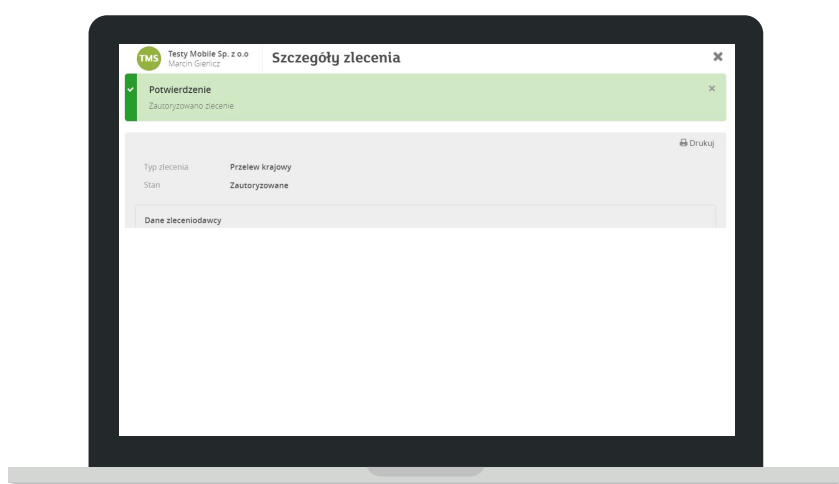 TMS
Testy Mobile Sp. z o.o
Marcin Gierlicz
Szczegóły zlecenia
Potwierdzenie
Zautoryzowano zlecenie
Drukuj
Typ zlecenia Przelew krajowy
Stan Zautoryzowane
Dane zleceniodawcy